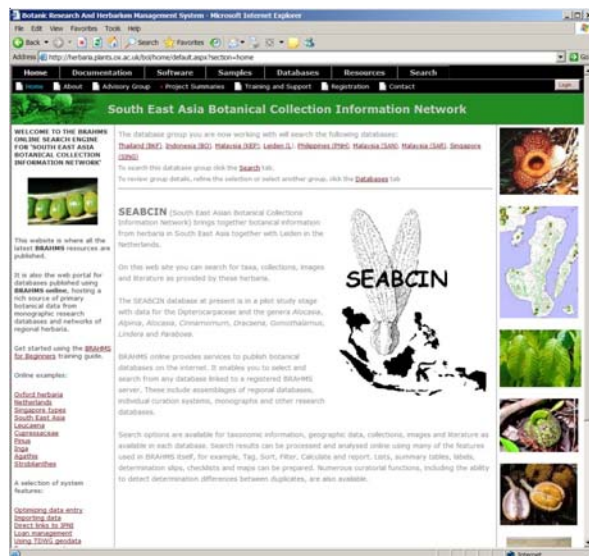 Botanic Research And Herbarium Management System - Microsoft Internet Explorer
File Edit View Favorites Tools Help
Back Search Favorites
Address http://herbaria.plants.ox.ac.uk/bol/home/default.aspx?section=home Go
Home Documentation Software Samples Databases Resources Search
Home About Advisory Group Project Summaries Training and Support Registration Contact Login
South East Asia Botanical Collection Information Network
WELCOME TO THE BRAHMS
ONLINE SEARCH ENGINE
FOR 'SOUTH EAST ASIA
BOTANICAL COLLECTION
INFORMATION NETWORK'
This website is where all the
latest BRAHMS resources are
published.
It is also the web portal for
databases published using
BRAHMS online, hosting a
rich source of primary
botanical data from
monographic research
databases and networks of
regional herbaria.
Get started using the BRAHMS
for Beginners training guide.
Online examples:
Oxford herbaria
Netherlands
Singapore types
South East Asia
Leucaena
Cupressaceae
Pinus
Inga
Agathis
Strobilanthes
A selection of system
features:
Optimizing data entry
Importing data
Direct links to IPNI
Loan management
Using TDWG geodata
The database group you are now working with will search the following databases:
Thailand (BKF), Indonesia (BO), Malaysia (KEP), Leiden (L), Philippines (PNH), Malaysia (SAN), Malaysia (SAR), Singapore
(SING)
To search this database group click the Search tab.
To review group details, refine the selection or select another group, click the Databases tab
SEABCIN (South East Asian Botanical Collections
Information Network) brings together botanical information
from herbaria in South East Asia together with Leiden in the
Netherlands.
On this web site you can search for taxa, collections, images
and literature as provided by these herbaria.
The SEABCIN database at present is in a pilot study stage
with data for the Dipterocarpaceae and the genera Alocasia,
Alpinia, Alocasia, Cinnamomum, Dracaena, Goniothalamus,
Lindera and Paraboea.
BRAHMS online provides services to publish botanical
databases on the internet. It enables you to select and
search from any database linked to a registered BRAHMS
server. These include assemblages of regional databases,
individual curation systems, monographs and other research
databases.
SEABCIN
Search options are available for taxonomic information, geographic data, collections, images and literature as
available in each database. Search results can be processed and analysed online using many of the features
used in BRAHMS itself, for example, Tag, Sort, Filter, Calculate and report. Lists, summary tables, labels,
determination slips, checklists and maps can be prepared. Numerous curatorial functions, including the ability
to detect determination differences between duplicates, are also available.
Internet